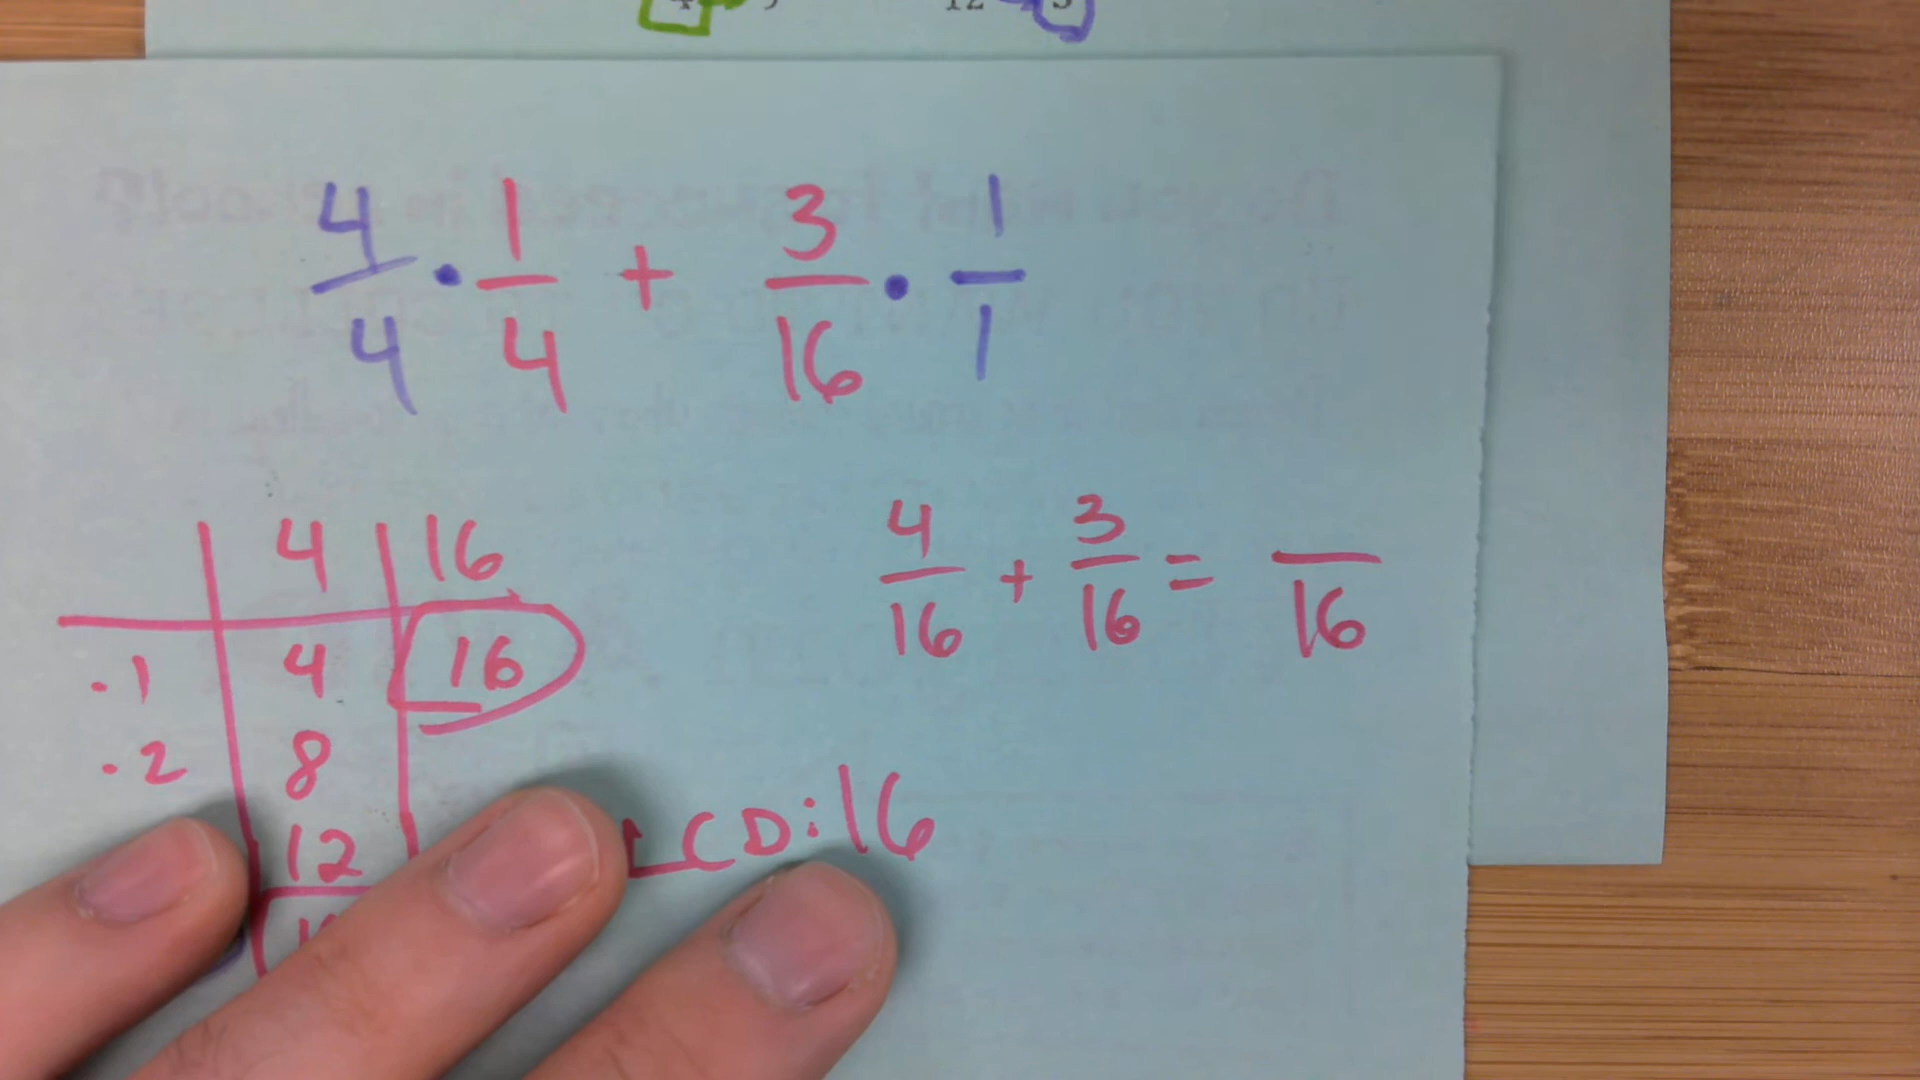 12
4/4 · 1/4 + 3/16 · 1/1
4 16
·1 4 16
·2 8
12
4/16 + 3/16 = /16
LCD: 16